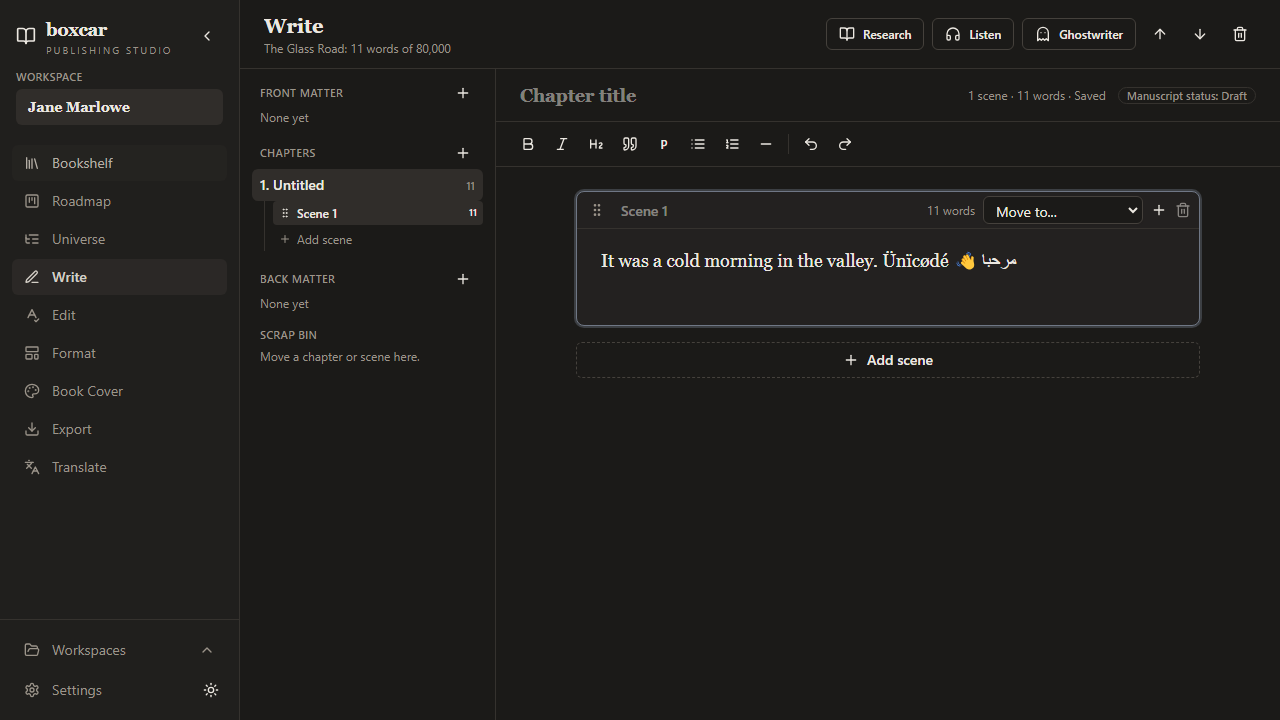 boxcar
PUBLISHING STUDIO
WORKSPACE
Jane Marlowe
Bookshelf
Roadmap
Universe
Write
Edit
Format
Book Cover
Export
Translate
Workspaces
Settings
Write
The Glass Road: 11 words of 80,000
Research
Listen
Ghostwriter
FRONT MATTER
None yet
CHAPTERS
1. Untitled 11
Scene 1 11
Add scene
BACK MATTER
None yet
SCRAP BIN
Move a chapter or scene here.
Chapter title
1 scene · 11 words · Saved
Manuscript status: Draft
B I H2 P
Scene 1
11 words
Move to...
It was a cold morning in the valley. Ünïcødé 👋 مرحبا
Add scene